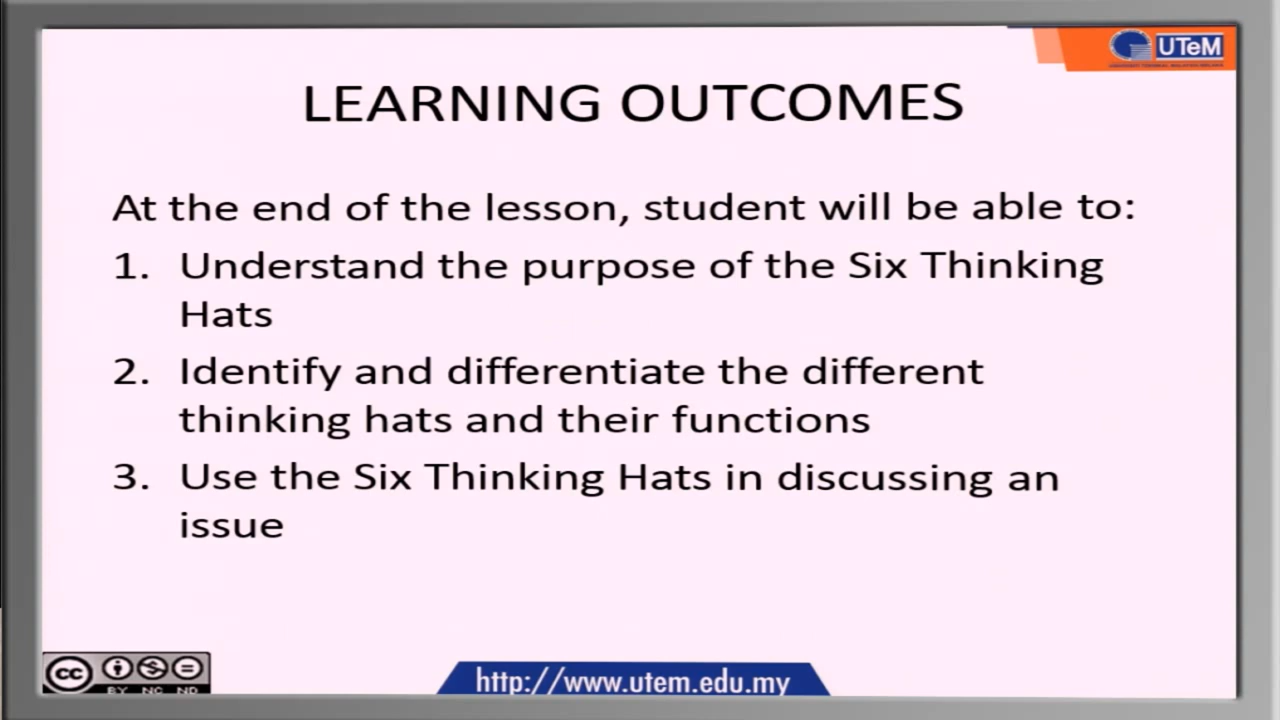 UTeM
LEARNING OUTCOMES
At the end of the lesson, student will be able to:
1. Understand the purpose of the Six Thinking
Hats
2. Identify and differentiate the different
thinking hats and their functions
3. Use the Six Thinking Hats in discussing an
issue
cc
BY NC ND
http://www.utem.edu.my